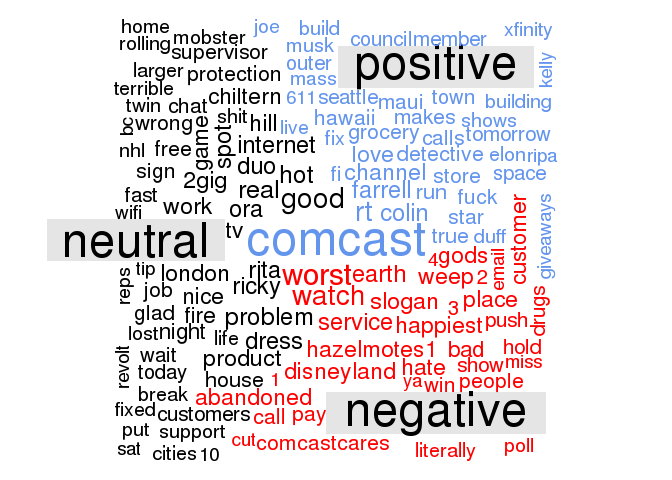 home joe build xfinity
rolling mobster musk councilmember
supervisor outer positive kelly
larger protection mass
terrible chiltern 611 seattle maui town building
twin chat shit hill live hawaii makes shows
bc wrong game spot fix grocery calls tomorrow
nhl free internet love detective elon ripa
sign duo hot fi channel store space
2 gig real good farrell run fuck
fast work ora rt colin star giveaways
wifi tv comcast true duff customer
neutral 4 gods email
reps tip london rita worst earth weep 2
job nice ricky watch slogan 3 place drugs
glad fire problem service happiest push
lost night life dress hazelmotes 1 bad hold
revolt wait product disneyland hate show miss
today house 1 ya win people
break abandoned negative
fixed customers call pay
put support cut comcastcares literally poll
sat cities 10